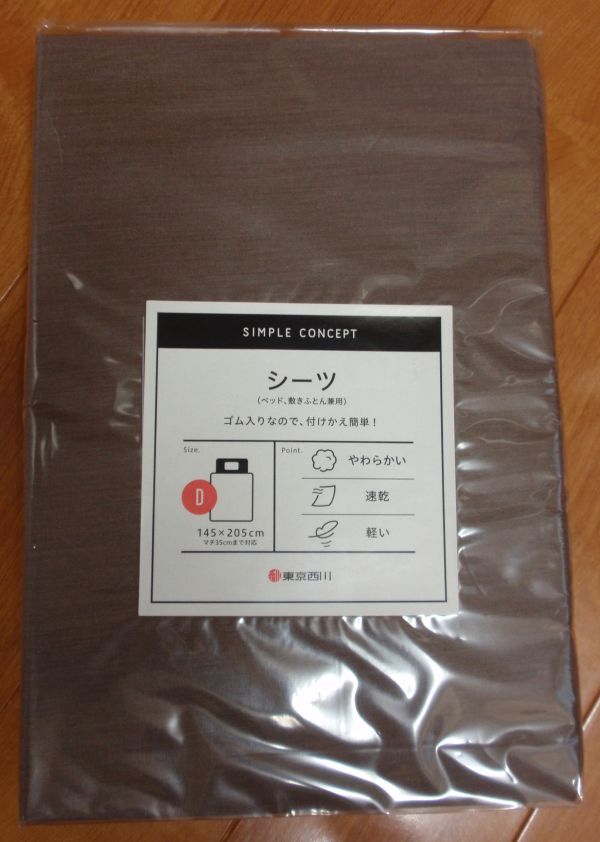 SIMPLE CONCEPT
シーツ
(ベッド、敷きふとん兼用)
ゴム入りなので、付けかえ簡単！
Size.
D
145×205cm
マチ35cmまで対応
Point.
やわらかい
速乾
軽い
東京西川